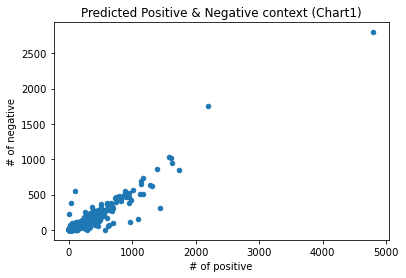 Predicted Positive & Negative context (Chart1)
2500
2000
1500
1000
500
0
# of negative
0 1000 2000 3000 4000 5000
# of positive